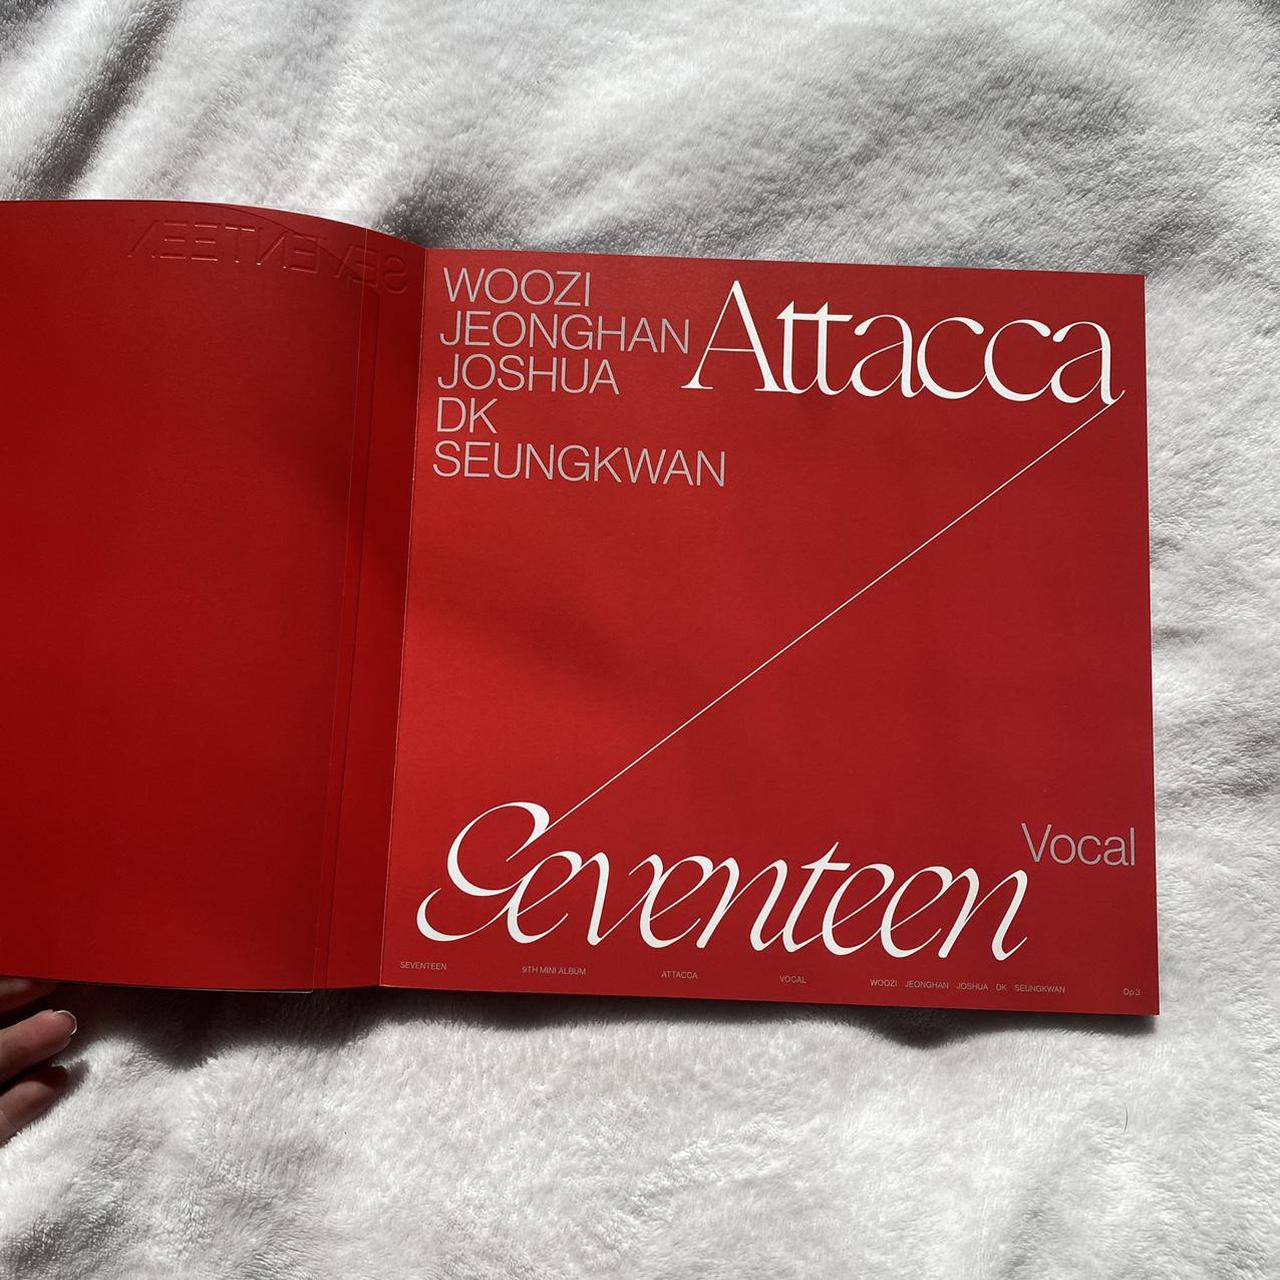 SEVENTEEN
WOOZI
JEONGHAN
JOSHUA
DK
SEUNGKWAN
Attacca
Seventeen
Vocal
SEVENTEEN 9TH MINI ALBUM ATTACCA VOCAL WOOZI JEONGHAN JOSHUA DK SEUNGKWAN Op.3